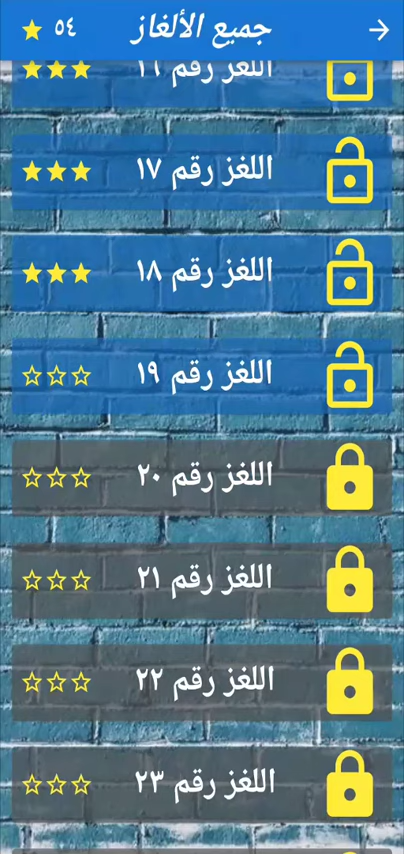 جميع الألغاز ٥٤
اللغز رقم ١٦
اللغز رقم ١٧
اللغز رقم ١٨
اللغز رقم ١٩
اللغز رقم ٢٠
اللغز رقم ٢١
اللغز رقم ٢٢
اللغز رقم ٢٣